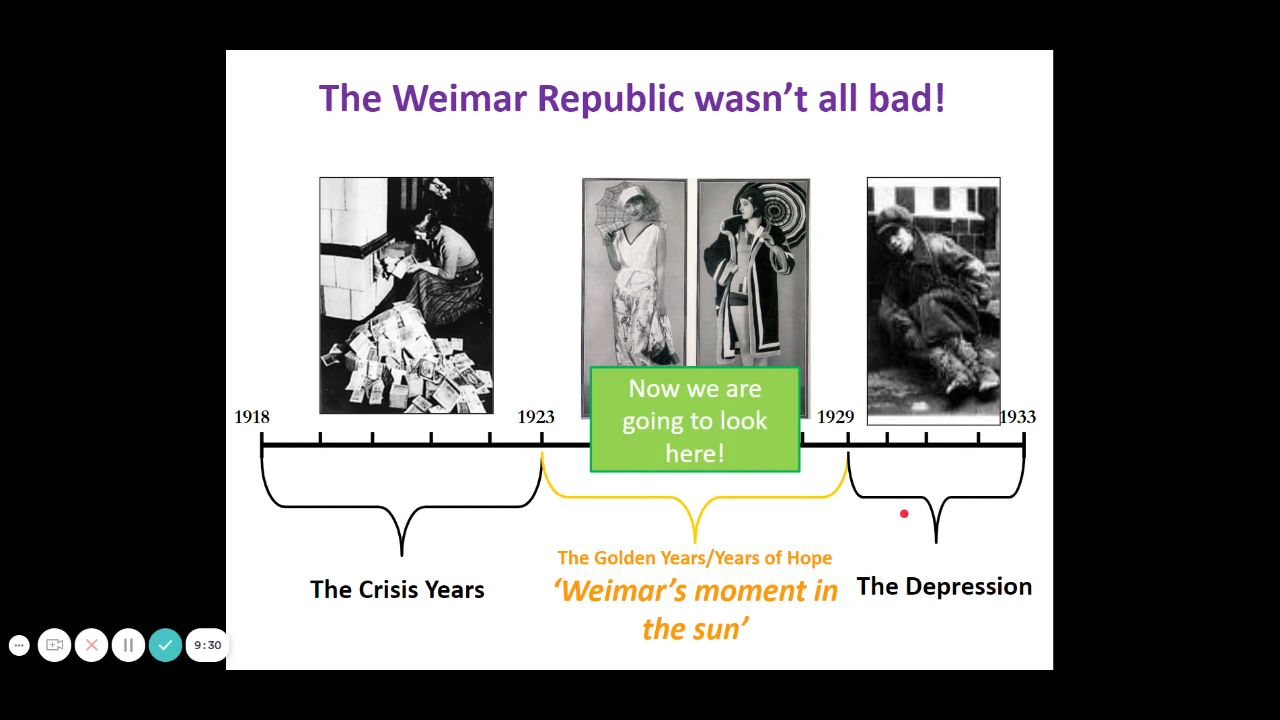 The Weimar Republic wasn’t all bad!
1918
1923
Now we are
going to look
here!
1929
1933
The Crisis Years
The Golden Years/Years of Hope
‘Weimar’s moment in
the sun’
The Depression
9:30